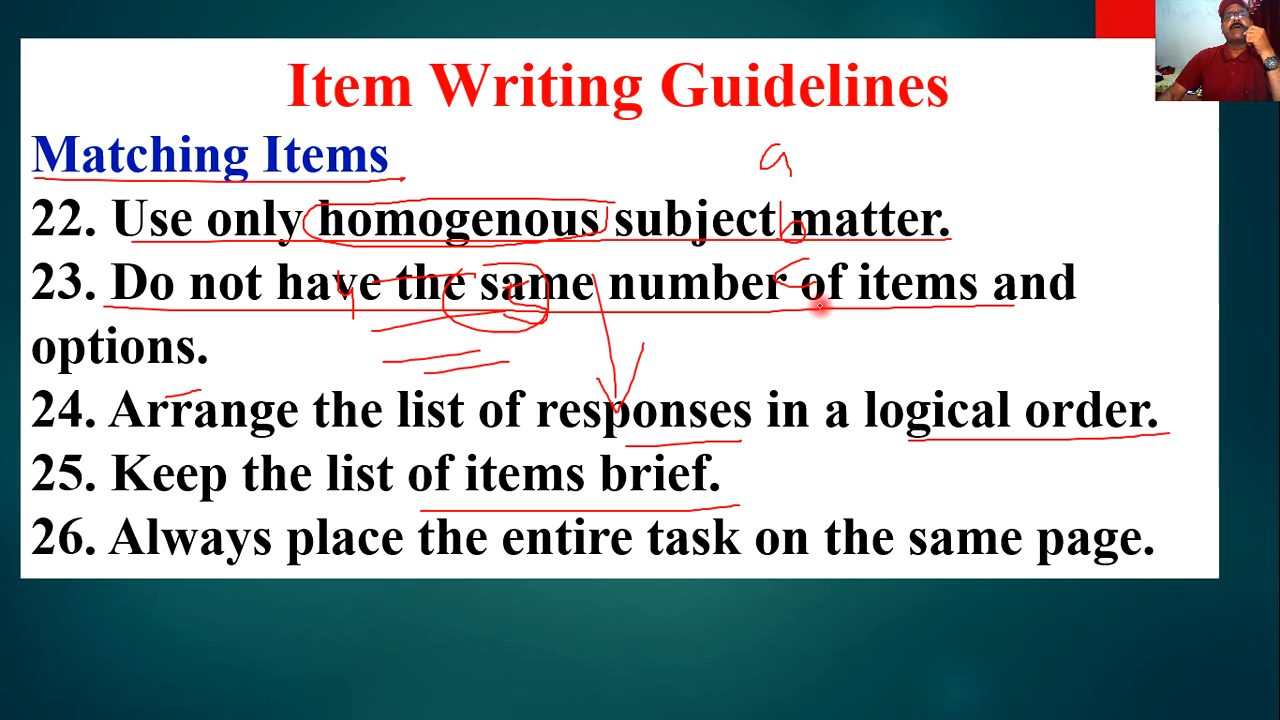 Item Writing Guidelines
Matching Items
a
22. Use only homogenous subject matter.
b
23. Do not have the same number of items and
4 5 c
options.
24. Arrange the list of responses in a logical order.
25. Keep the list of items brief.
26. Always place the entire task on the same page.